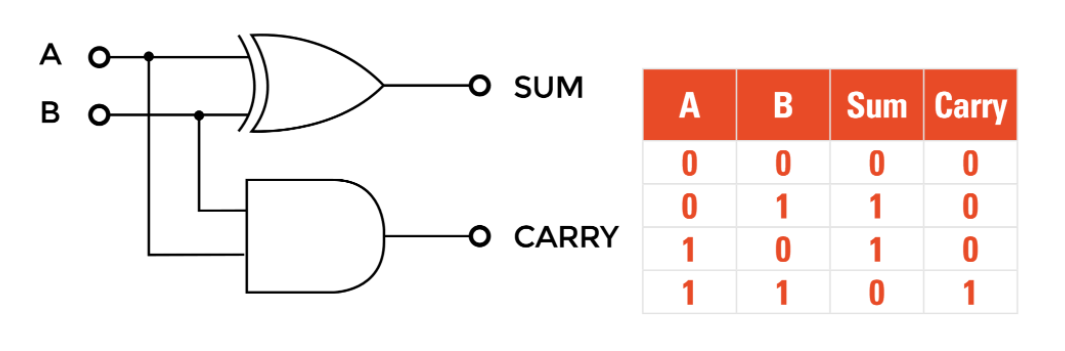 A
B
SUM
CARRY
A B Sum Carry
0 0 0 0
0 1 1 0
1 0 1 0
1 1 0 1